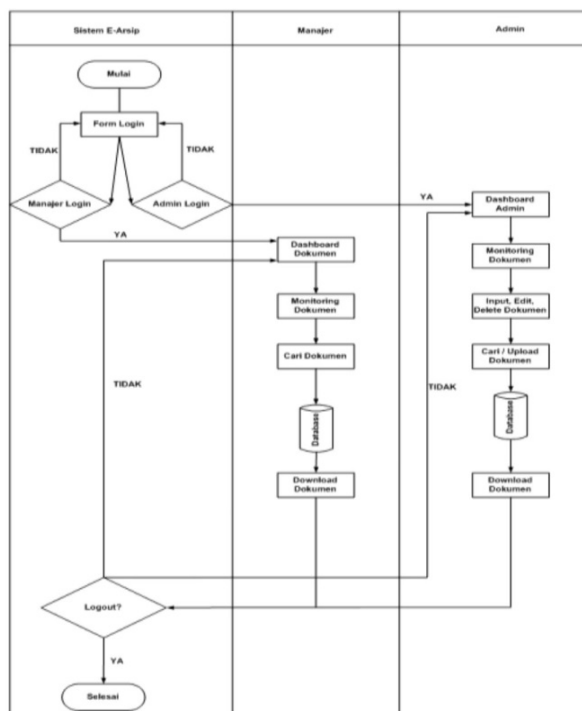 Sistem E-Arsip
Manajer
Admin
Mulai
Form Login
TIDAK
TIDAK
Manajer Login
Admin Login
YA
YA
Dashboard
Admin
Dashboard
Dokumen
Monitoring
Dokumen
Monitoring
Dokumen
Input, Edit,
Delete Dokumen
Cari Dokumen
Cari / Upload
Dokumen
TIDAK
TIDAK
Database
Database
Download
Dokumen
Download
Dokumen
Logout?
YA
Selesai